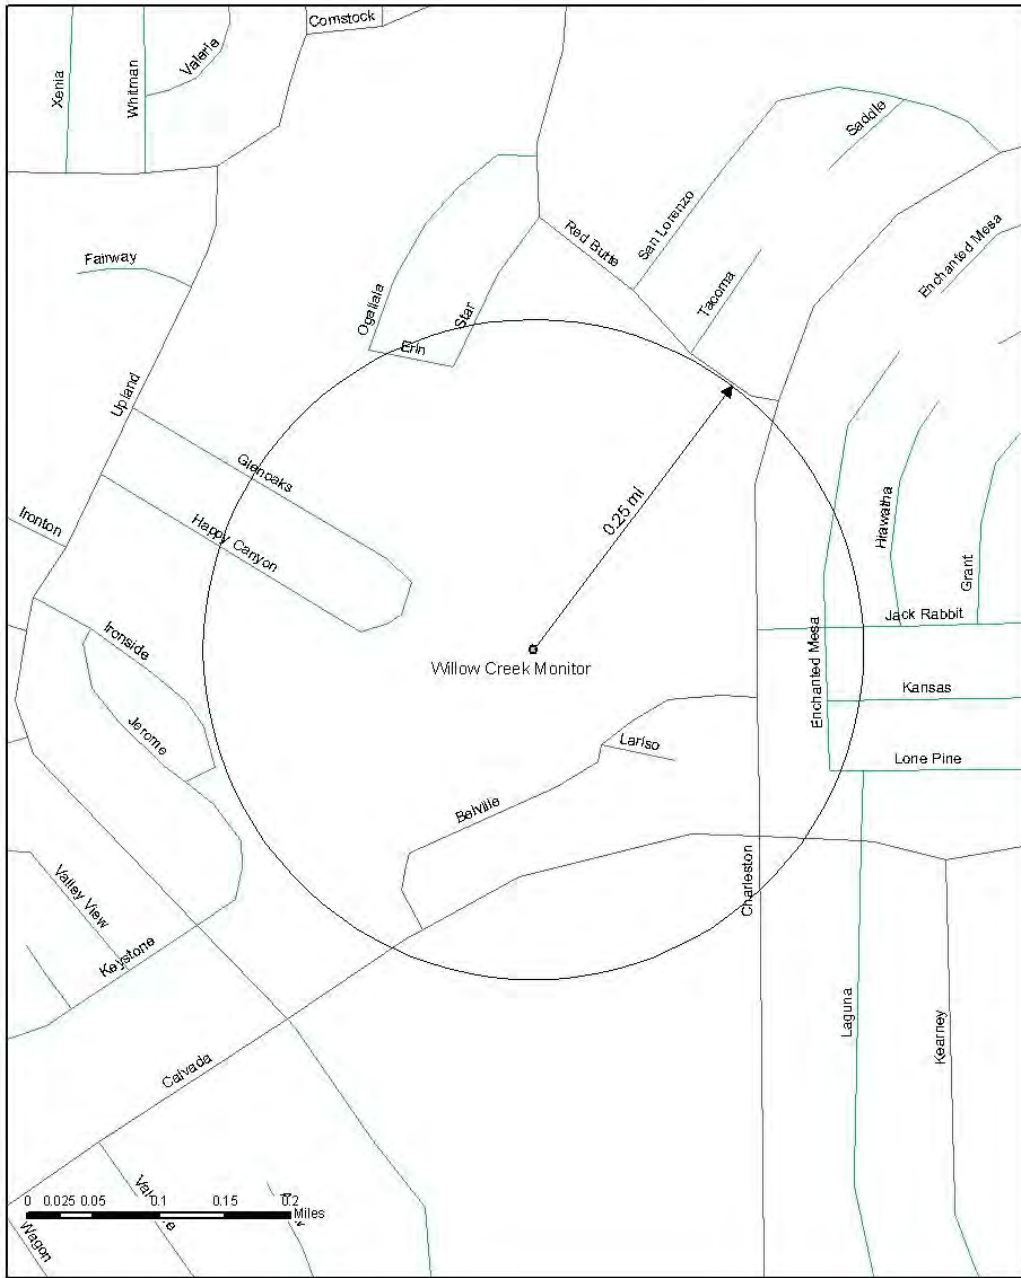 Comstock
Xenia
Whitman
Valerie
Saddle
Red Butte
San Lorenzo
Enchanted Mesa
Fairway
Ogallala
Star
Tacoma
Erin
Upland
Glenoaks
Happy Canyon
0.25 mi
Ironton
Hiawatha
Grant
Jack Rabbit
Ironside
Enchanted Mesa
Willow Creek Monitor
Kansas
Jerome
Lariso
Lone Pine
Belville
Valley View
Charleston
Keystone
Laguna
Kearney
Calvada
0 0.025 0.05 0.1 0.15 0.2
Miles
Wagon